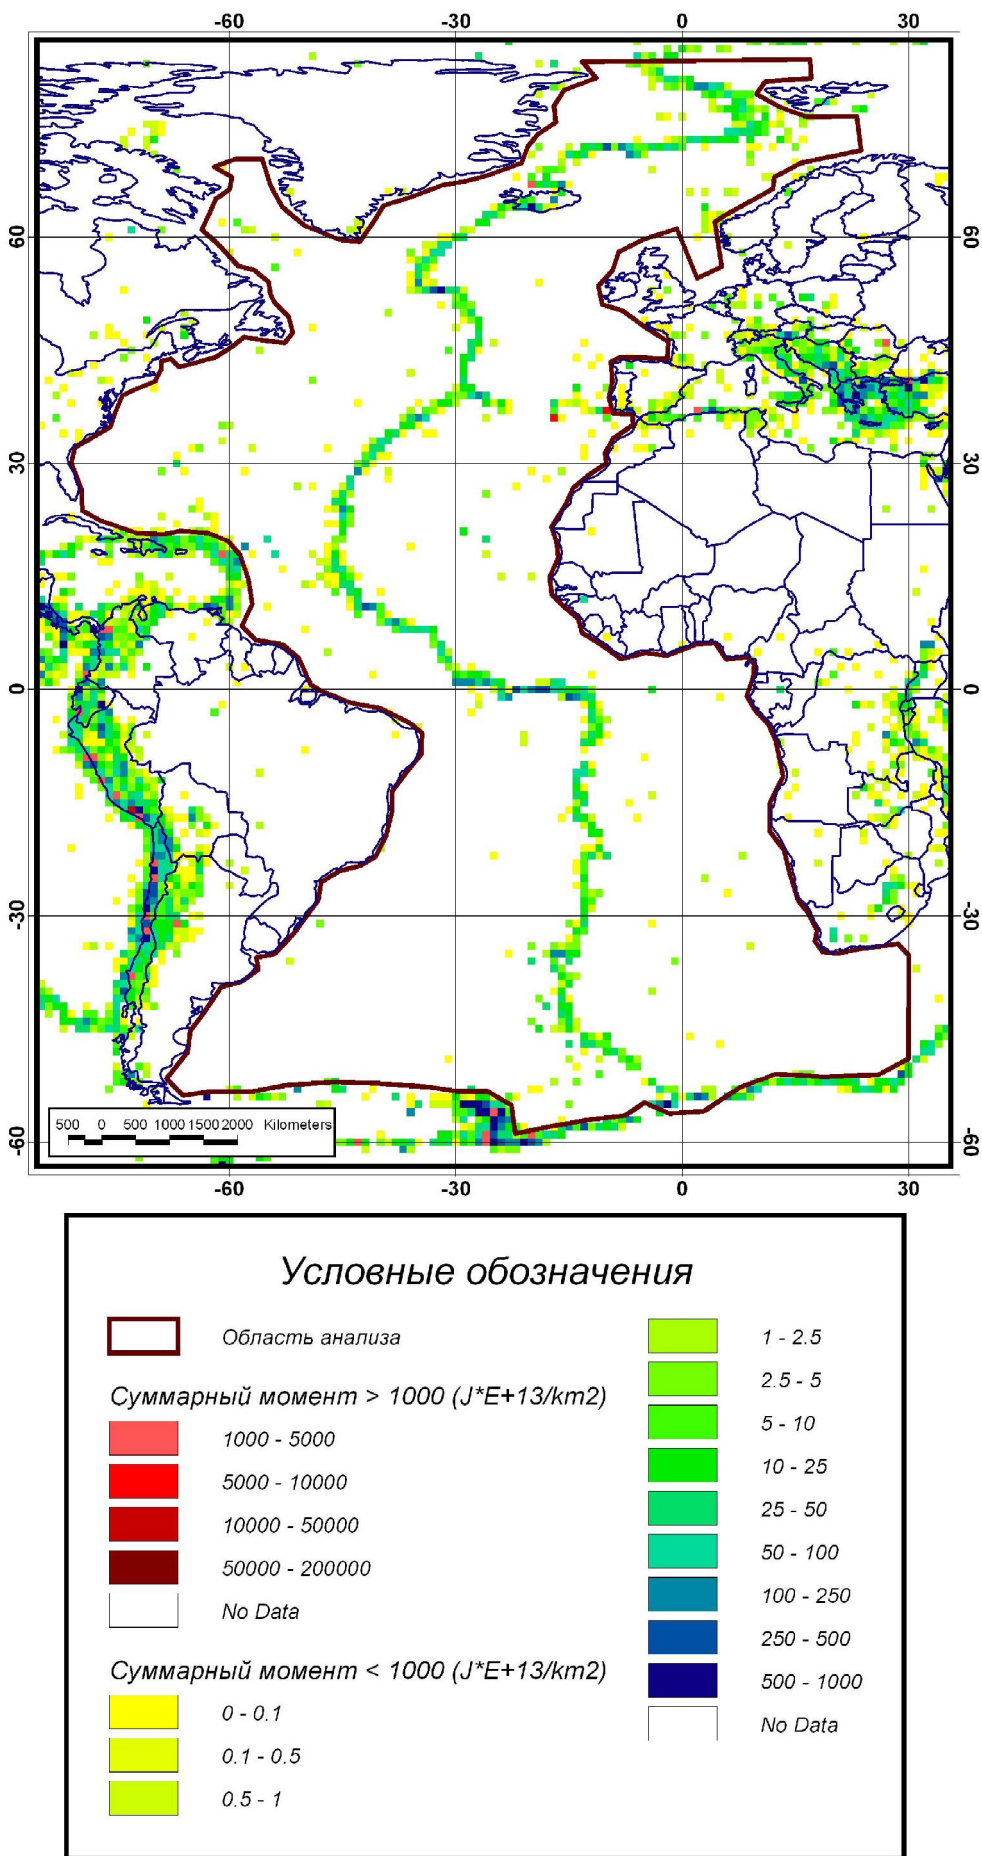 -60 -30 0 30
60 60
30 30
0 0
-30 -30
-60 -60
500 0 500 1000 1500 2000 Kilometers
-60 -30 0 30
Условные обозначения
Область анализа
Суммарный момент > 1000 (J*E+13/km2)
1000 - 5000
5000 - 10000
10000 - 50000
50000 - 200000
No Data
Суммарный момент < 1000 (J*E+13/km2)
0 - 0.1
0.1 - 0.5
0.5 - 1
1 - 2.5
2.5 - 5
5 - 10
10 - 25
25 - 50
50 - 100
100 - 250
250 - 500
500 - 1000
No Data